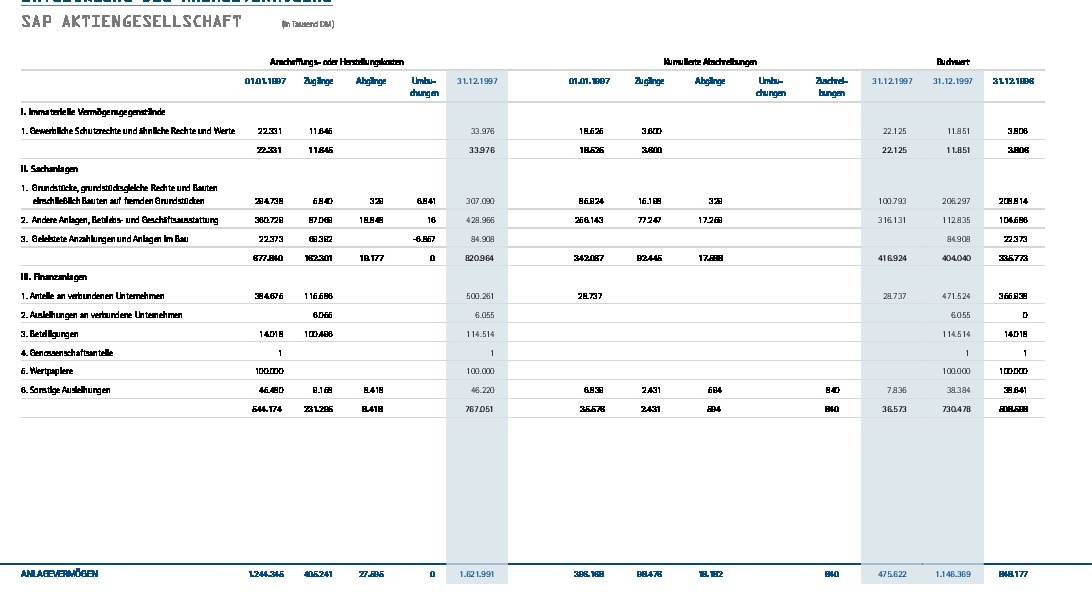 SAP AKTIENGESELLSCHAFT (in Tausend DM)
Anschaffungs- oder Herstellungskosten Kumulierte Abschreibungen Buchwert
01.01.1997 Zugänge Abgänge Umbu- 31.12.1997 01.01.1997 Zugänge Abgänge Umbu- Zuschrei- 31.12.1997 31.12.1997 31.12.1996
chungen chungen bungen
I. Immaterielle Vermögensgegenstände
1. Gewerbliche Schutzrechte und ähnliche Rechte und Werte 22.331 11.645 33.976 18.525 3.600 22.125 11.851 3.806
22.331 11.645 33.976 18.525 3.600 22.125 11.851 3.806
II. Sachanlagen
1. Grundstücke, grundstücksgleiche Rechte und Bauten
einschließlich Bauten auf fremden Grundstücken 294.738 5.840 329 6.841 307.090 85.924 15.198 329 100.793 206.297 208.814
2. Andere Anlagen, Betriebs- und Geschäftsausstattung 360.729 87.069 18.848 16 428.966 256.143 77.247 17.259 316.131 112.835 104.586
3. Geleistete Anzahlungen und Anlagen im Bau 22.373 69.392 -6.857 84.908 84.908 22.373
677.840 162.301 19.177 0 820.964 342.067 92.445 17.588 416.924 404.040 335.773
III. Finanzanlagen
1. Anteile an verbundenen Unternehmen 384.675 115.586 500.261 28.737 28.737 471.524 355.938
2. Ausleihungen an verbundene Unternehmen 6.055 6.055 6.055 0
3. Beteiligungen 14.018 100.496 114.514 114.514 14.018
4. Genossenschaftsanteile 1 1 1 1
5. Wertpapiere 100.000 100.000 100.000 100.000
6. Sonstige Ausleihungen 45.480 9.158 8.418 46.220 6.839 2.431 594 840 7.836 38.384 38.641
544.174 231.295 8.418 767.051 35.576 2.431 594 840 36.573 730.478 508.598
ANLAGEVERMÖGEN 1.244.345 405.241 27.595 0 1.621.991 396.168 98.476 18.182 840 475.622 1.146.369 848.177